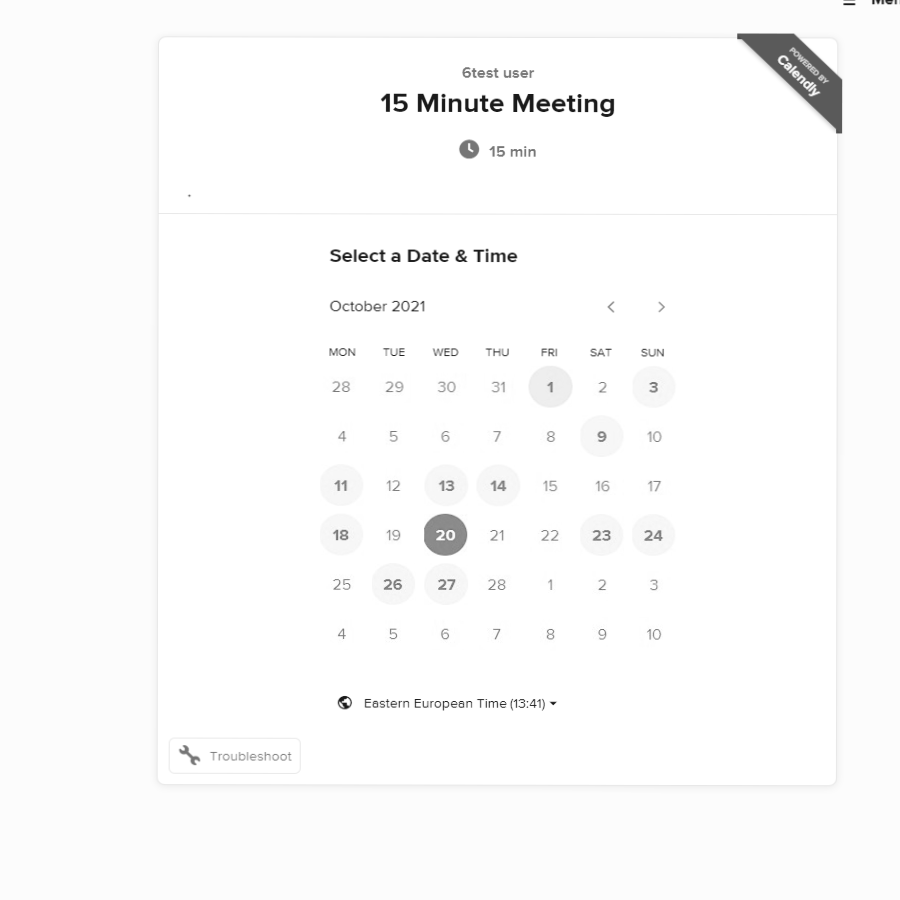 Men
POWERED BY
Calendly
6test user
15 Minute Meeting
15 min
Select a Date & Time
October 2021
MON TUE WED THU FRI SAT SUN
28 29 30 31 1 2 3
4 5 6 7 8 9 10
11 12 13 14 15 16 17
18 19 20 21 22 23 24
25 26 27 28 1 2 3
4 5 6 7 8 9 10
Eastern European Time (13:41)
Troubleshoot